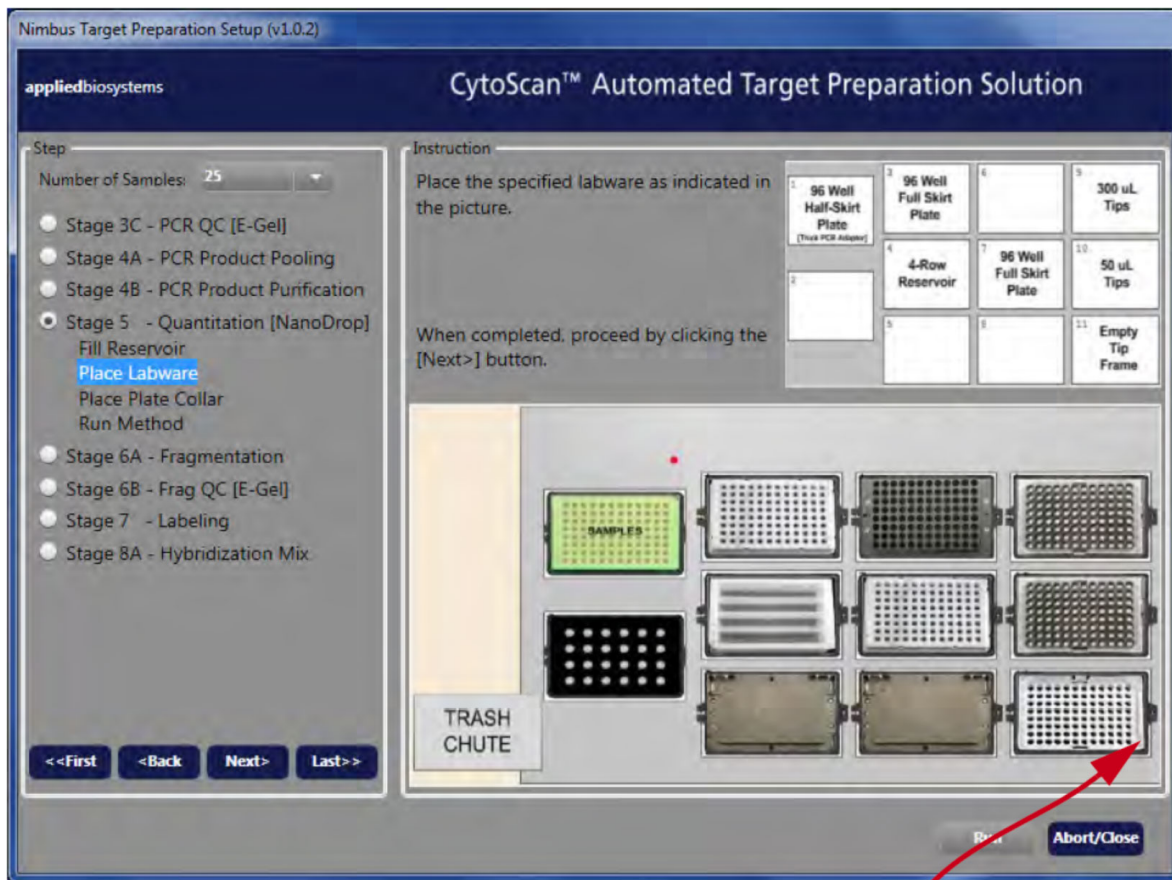 Nimbus Target Preparation Setup (v1.0.2)
appliedbiosystems
CytoScan™ Automated Target Preparation Solution
Step
Number of Samples: 25
Stage 3C - PCR QC [E-Gel]
Stage 4A - PCR Product Pooling
Stage 4B - PCR Product Purification
Stage 5 - Quantitation [NanoDrop]
Fill Reservoir
Place Labware
Place Plate Collar
Run Method
Stage 6A - Fragmentation
Stage 6B - Frag QC [E-Gel]
Stage 7 - Labeling
Stage 8A - Hybridization Mix
<<First
<Back
Next>
Last>>
Instruction
Place the specified labware as indicated in
the picture.
When completed, proceed by clicking the
[Next>] button.
1
96 Well
Half-Skirt
Plate
[Thick PCR Adapter]
2
3
96 Well
Full Skirt
Plate
4
4-Row
Reservoir
7
96 Well
Full Skirt
Plate
300 uL
Tips
10
50 uL
Tips
11
Empty
Tip
Frame
SAMPLES
TRASH
CHUTE
Run
Abort/Close